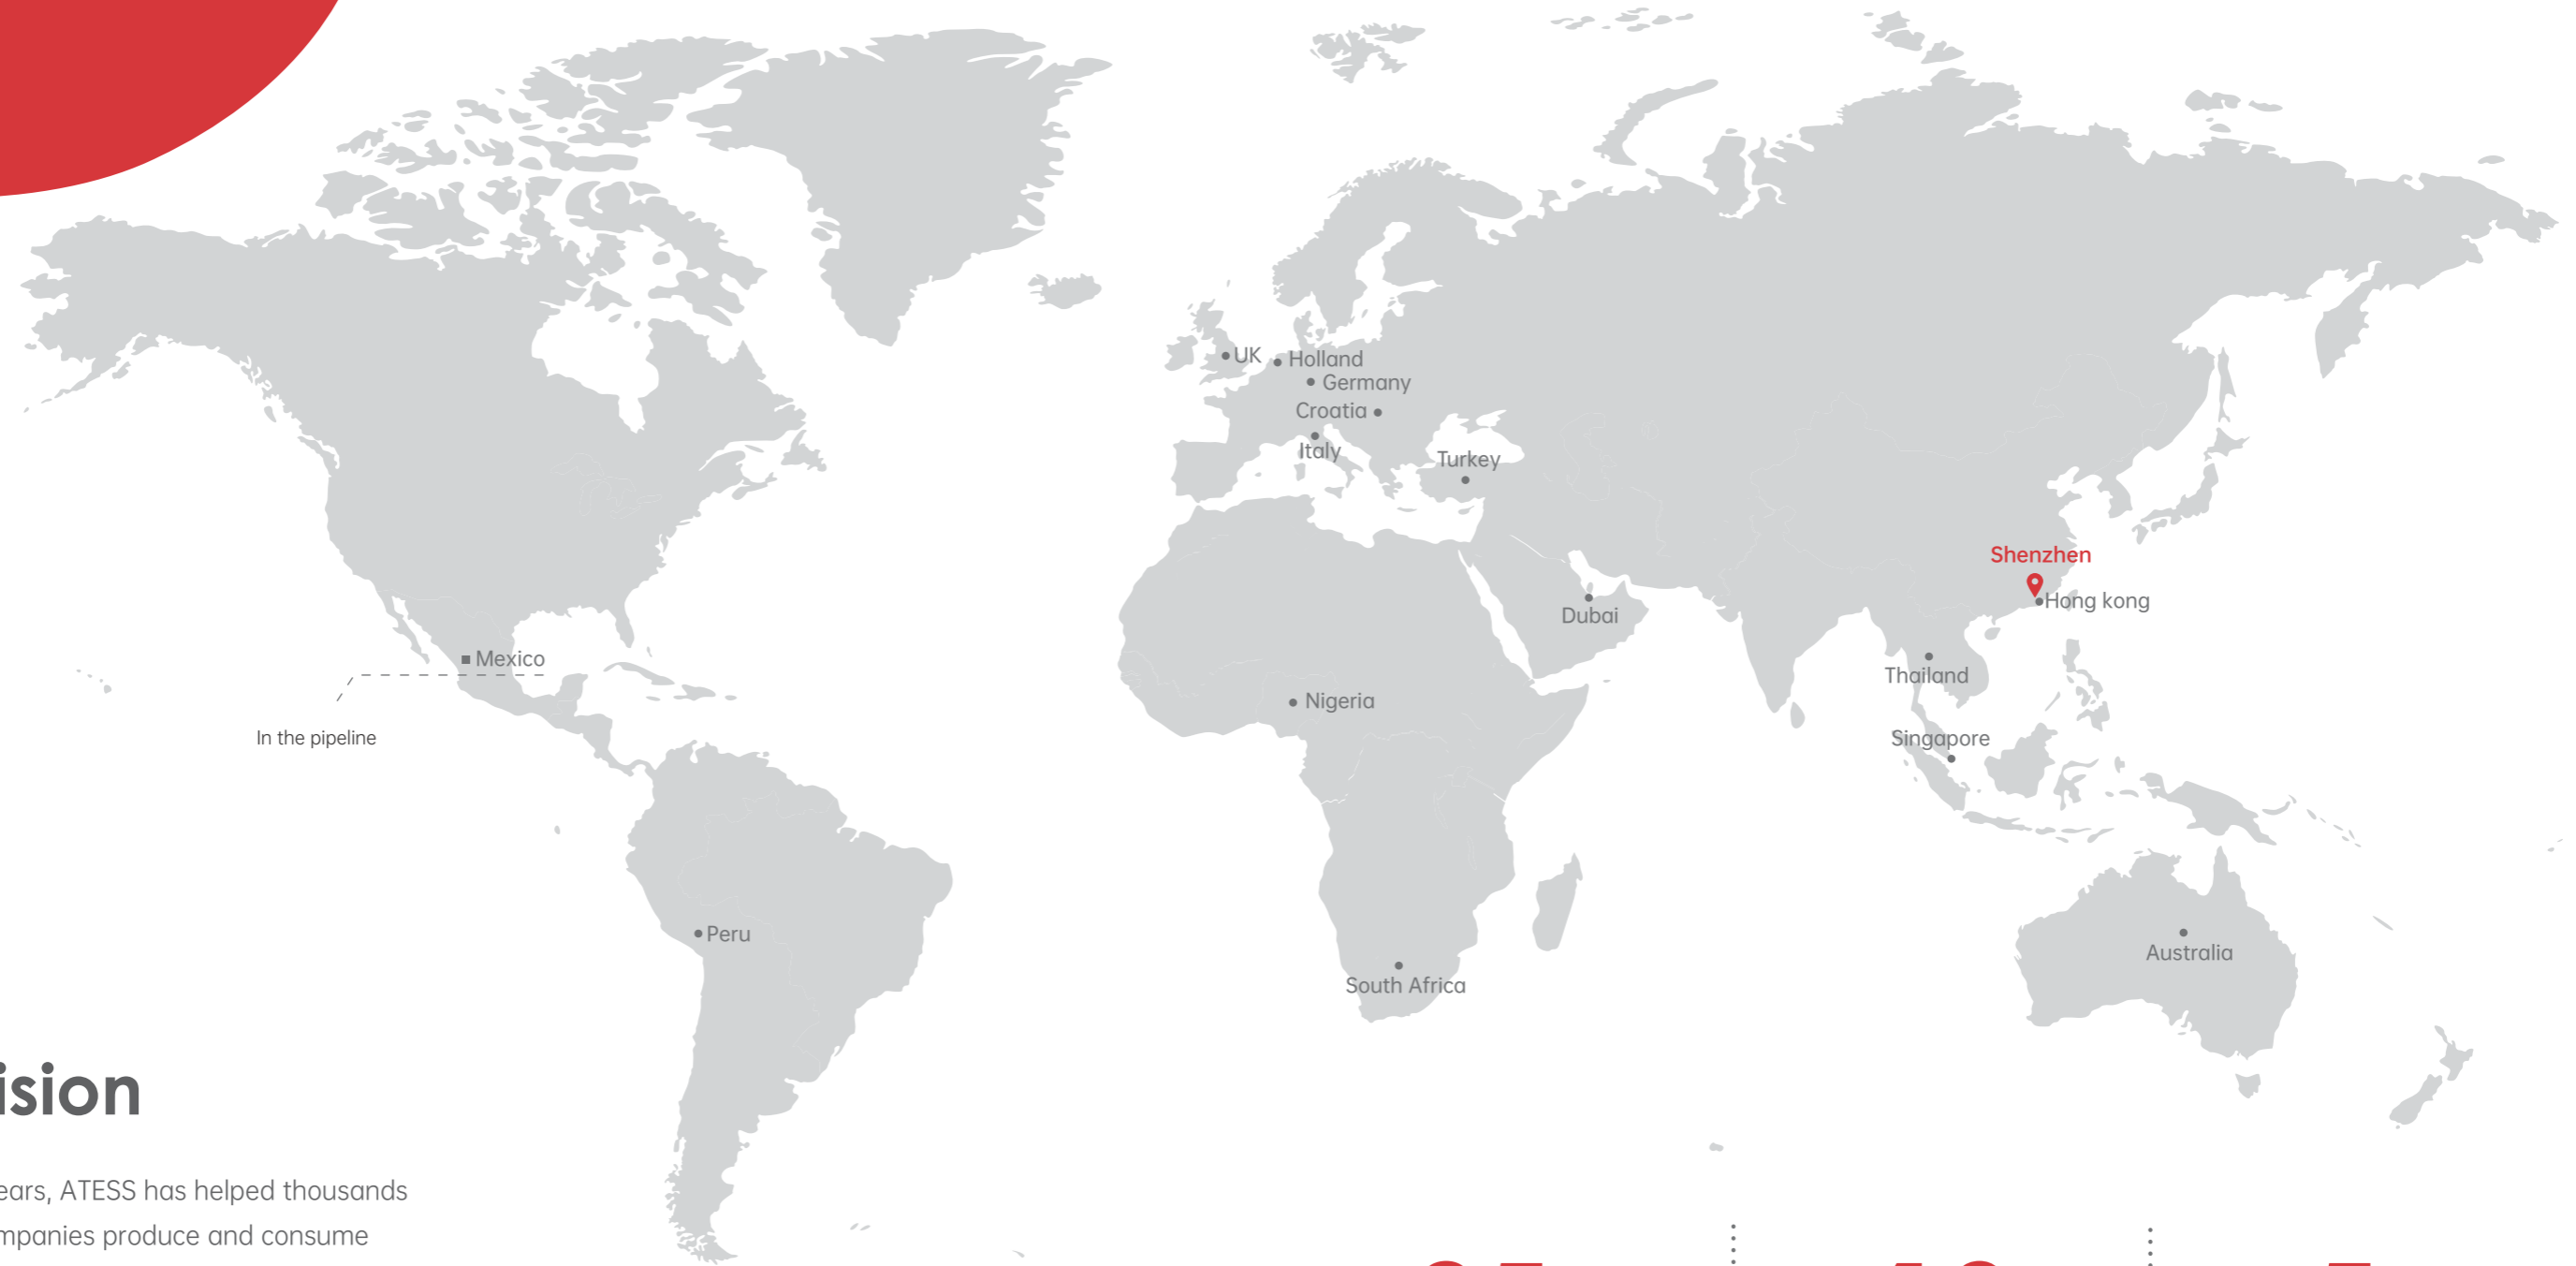 UK
Holland
Germany
Croatia
Italy
Turkey
Shenzhen
Hong kong
Dubai
Mexico
Thailand
Nigeria
In the pipeline
Singapore
Peru
Australia
South Africa
ision
ears, ATESS has helped thousands
mpanies produce and consume